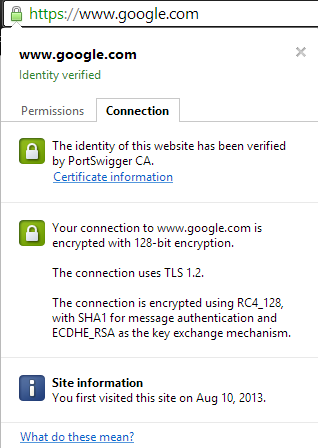 https://www.google.com
www.google.com
Identity verified
Permissions
Connection
The identity of this website has been verified
by PortSwigger CA.
Certificate information
Your connection to www.google.com is
encrypted with 128-bit encryption.
The connection uses TLS 1.2.
The connection is encrypted using RC4_128,
with SHA1 for message authentication and
ECDHE_RSA as the key exchange mechanism.
Site information
You first visited this site on Aug 10, 2013.
What do these mean?